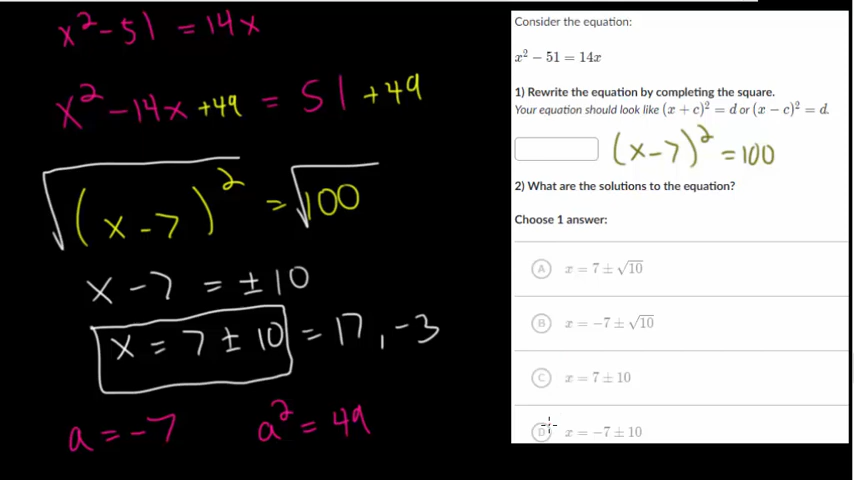 x² - 51 = 14x
x² - 14x + 49 = 51 + 49
√(x - 7)² = √100
x - 7 = ± 10
x = 7 ± 10 = 17, -3
a = -7 a² = 49
Consider the equation:
x² − 51 = 14x
1) Rewrite the equation by completing the square.
Your equation should look like (x + c)² = d or (x − c)² = d.
(x - 7)² = 100
2) What are the solutions to the equation?
Choose 1 answer:
A x = 7 ± √10
B x = −7 ± √10
C x = 7 ± 10
D x = −7 ± 10